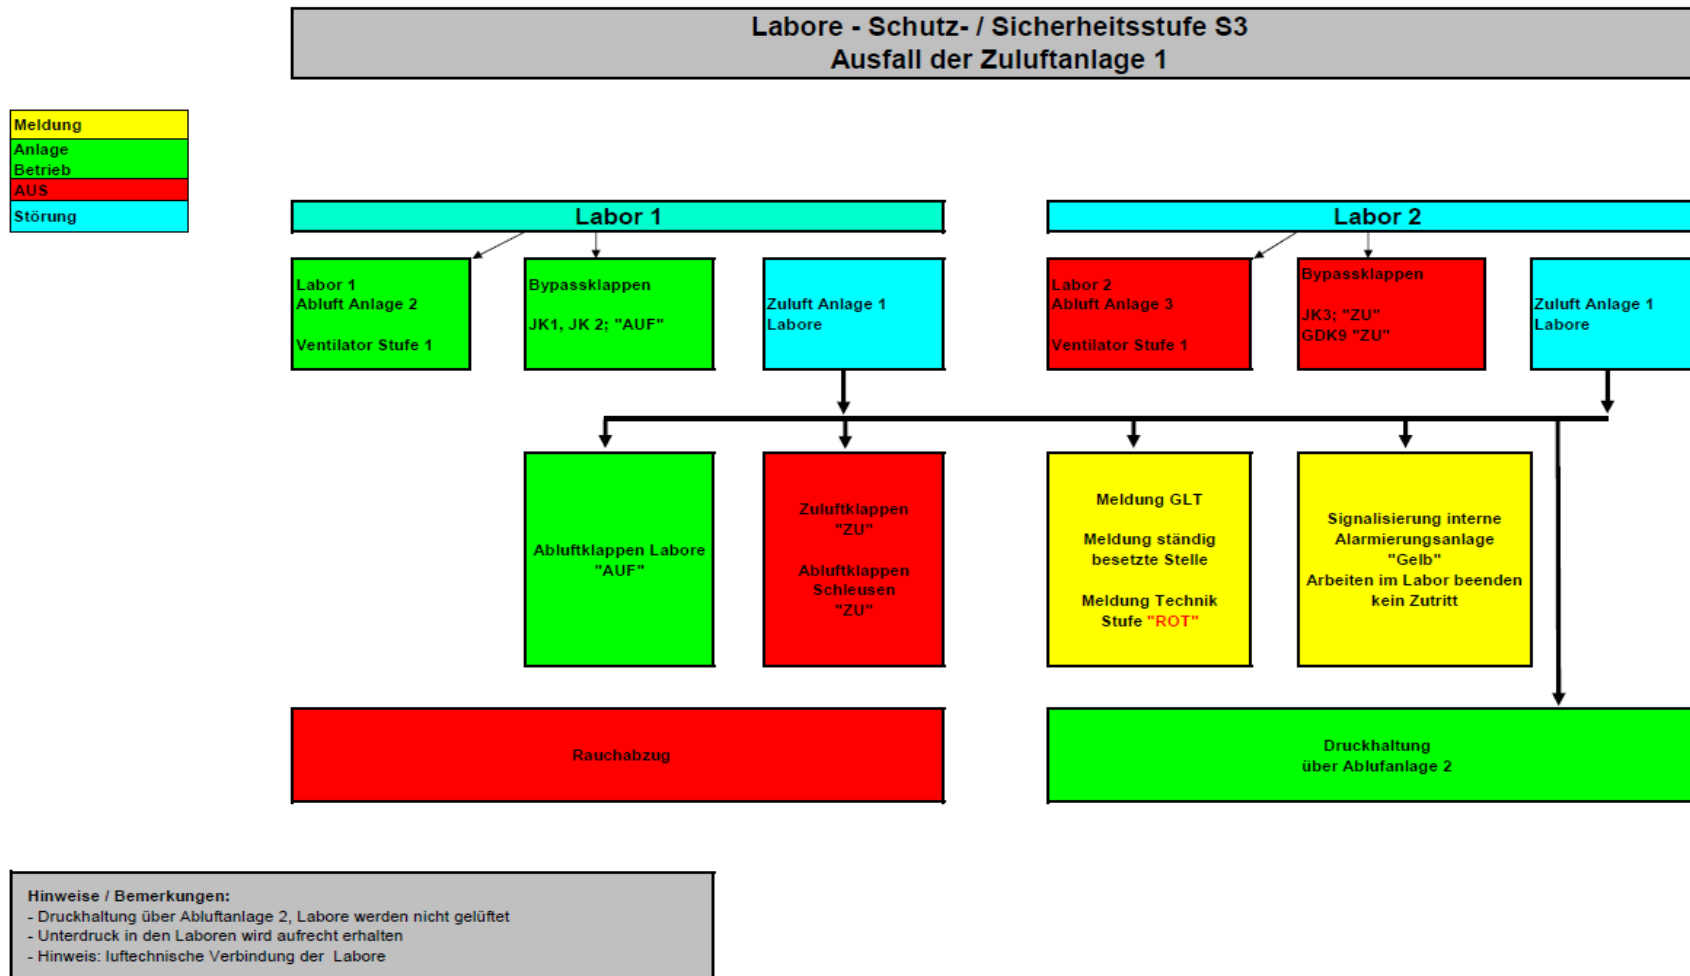 Labore - Schutz- / Sicherheitsstufe S3
Ausfall der Zuluftanlage 1
Meldung
Anlage
Betrieb
AUS
Störung
Labor 1
Labor 2
Labor 1
Abluft Anlage 2
Ventilator Stufe 1
Bypassklappen
JK1, JK 2; "AUF"
Zuluft Anlage 1
Labore
Labor 2
Abluft Anlage 3
Ventilator Stufe 1
Bypassklappen
JK3; "ZU"
GDK9 "ZU"
Zuluft Anlage 1
Labore
Abluftklappen Labore
"AUF"
Zuluftklappen
"ZU"
Abluftklappen
Schleusen
"ZU"
Meldung GLT
Meldung ständig
besetzte Stelle
Meldung Technik
Stufe "ROT"
Signalisierung interne
Alarmierungsanlage
"Gelb"
Arbeiten im Labor beenden
kein Zutritt
Rauchabzug
Druckhaltung
über Ablufanlage 2
Hinweise / Bemerkungen:
- Druckhaltung über Abluftanlage 2, Labore werden nicht gelüftet
- Unterdruck in den Laboren wird aufrecht erhalten
- Hinweis: luftechnische Verbindung der Labore